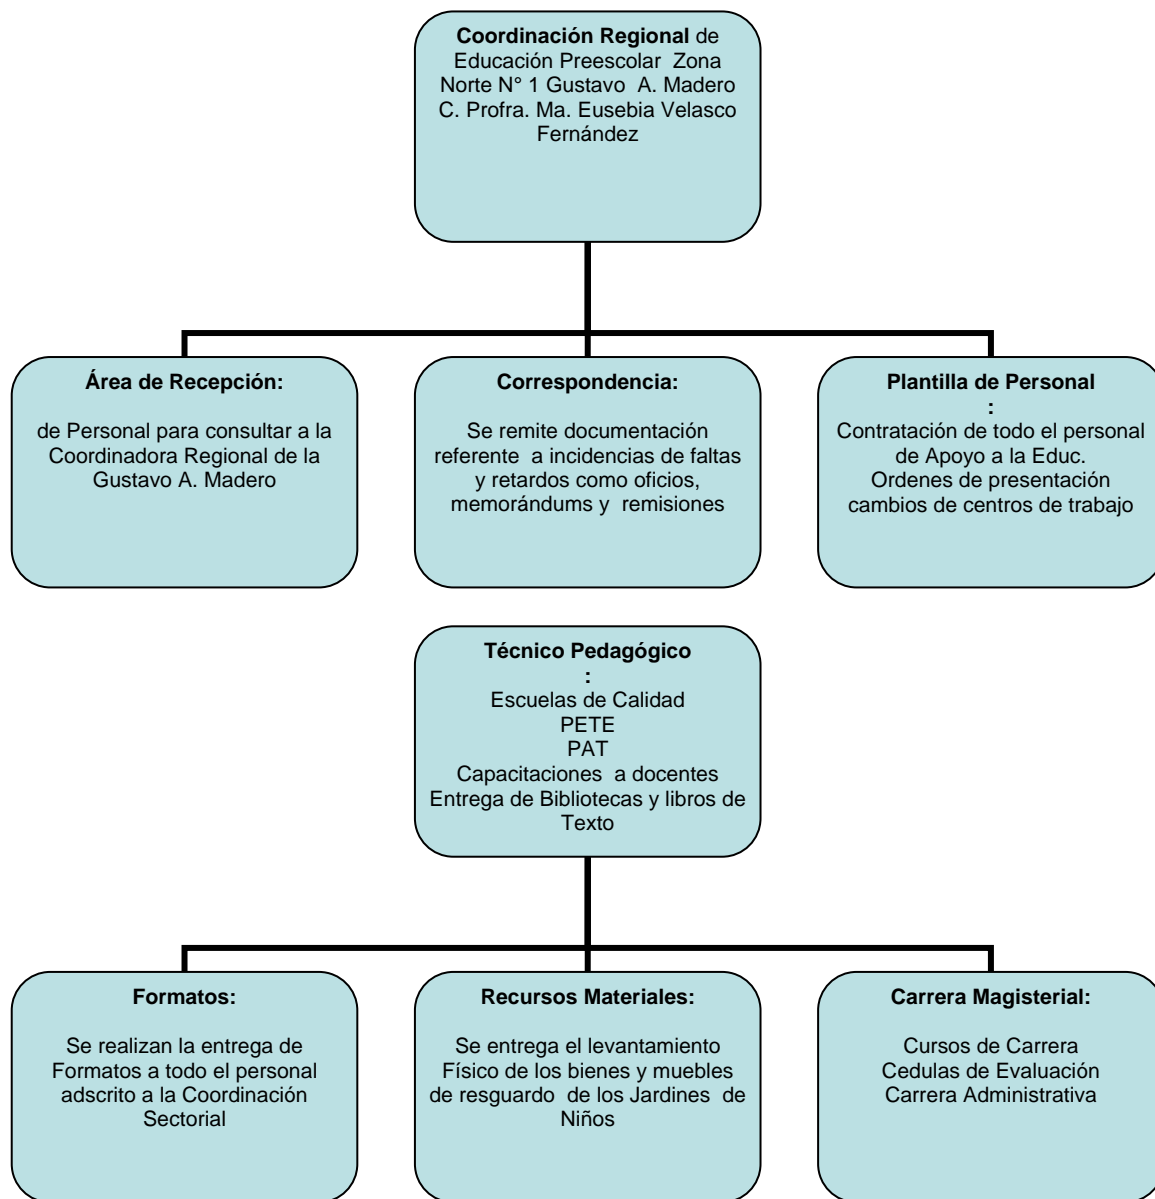 Coordinación Regional de
Educación Preescolar Zona
Norte N° 1 Gustavo A. Madero
C. Profra. Ma. Eusebia Velasco
Fernández
Área de Recepción:
de Personal para consultar a la
Coordinadora Regional de la
Gustavo A. Madero
Correspondencia:
Se remite documentación
referente a incidencias de faltas
y retardos como oficios,
memorándums y remisiones
Plantilla de Personal
:
Contratación de todo el personal
de Apoyo a la Educ.
Ordenes de presentación
cambios de centros de trabajo
Técnico Pedagógico
:
Escuelas de Calidad
PETE
PAT
Capacitaciones a docentes
Entrega de Bibliotecas y libros de
Texto
Formatos:
Se realizan la entrega de
Formatos a todo el personal
adscrito a la Coordinación
Sectorial
Recursos Materiales:
Se entrega el levantamiento
Físico de los bienes y muebles
de resguardo de los Jardines de
Niños
Carrera Magisterial:
Cursos de Carrera
Cedulas de Evaluación
Carrera Administrativa